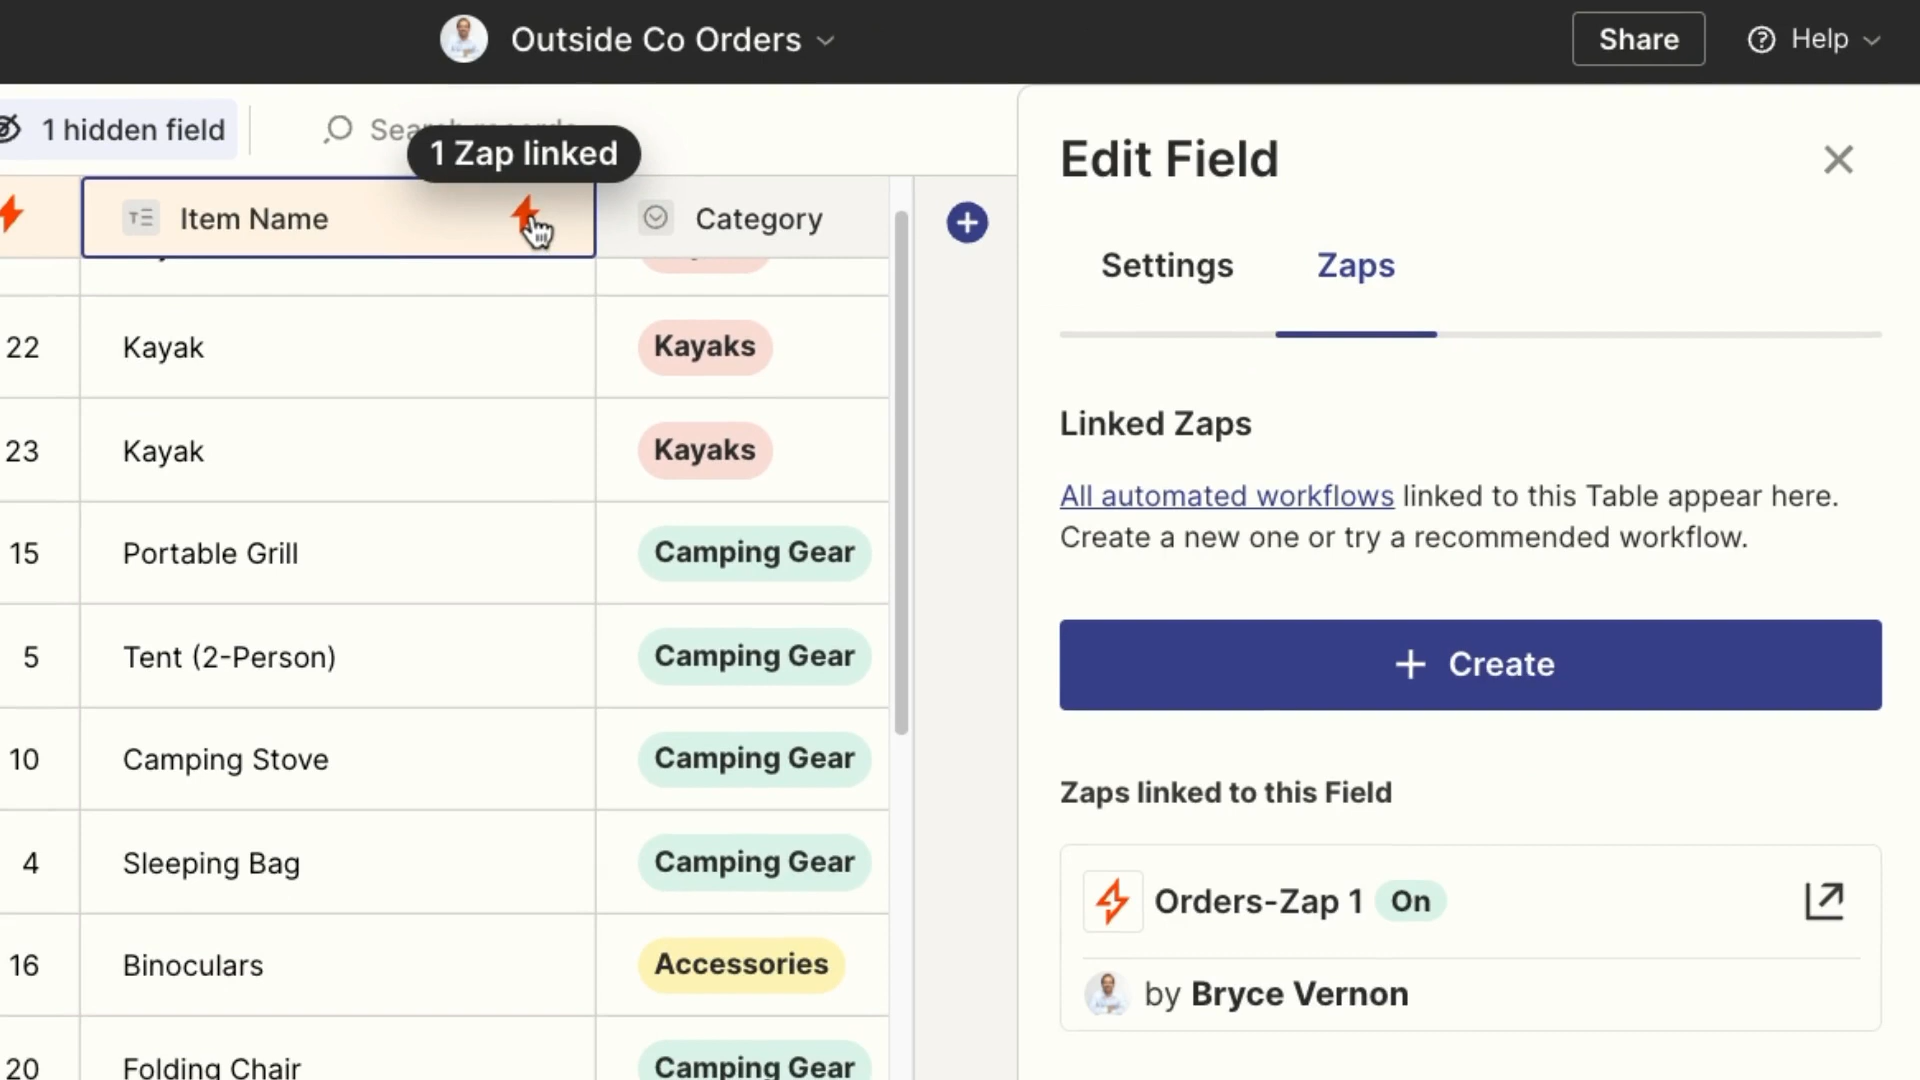 Outside Co Orders
Share
Help
1 hidden field
1 Zap linked
Item Name
Category
22
Kayak
Kayaks
23
Kayak
Kayaks
15
Portable Grill
Camping Gear
5
Tent (2-Person)
Camping Gear
10
Camping Stove
Camping Gear
4
Sleeping Bag
Camping Gear
16
Binoculars
Accessories
20
Folding Chair
Camping Gear
Edit Field
Settings
Zaps
Linked Zaps
All automated workflows linked to this Table appear here.
Create a new one or try a recommended workflow.
+ Create
Zaps linked to this Field
Orders-Zap 1
On
by Bryce Vernon